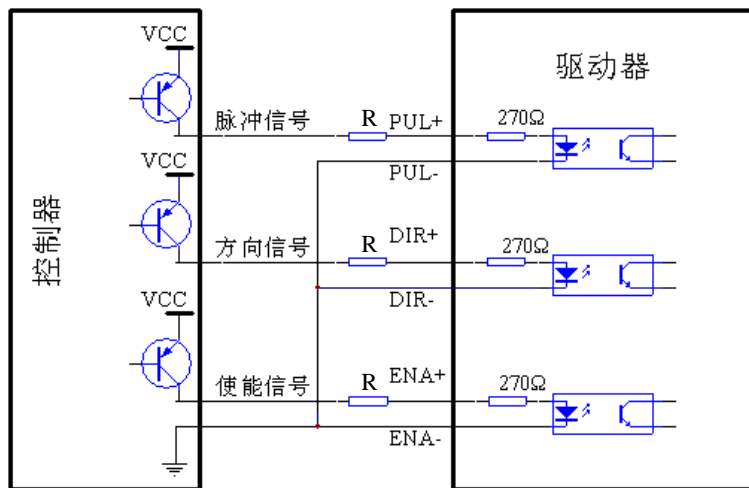 VCC
驱动器
脉冲信号
R
PUL+
270Ω
VCC
PUL-
控制器
方向信号
R
DIR+
270Ω
VCC
DIR-
使能信号
R
ENA+
270Ω
ENA-